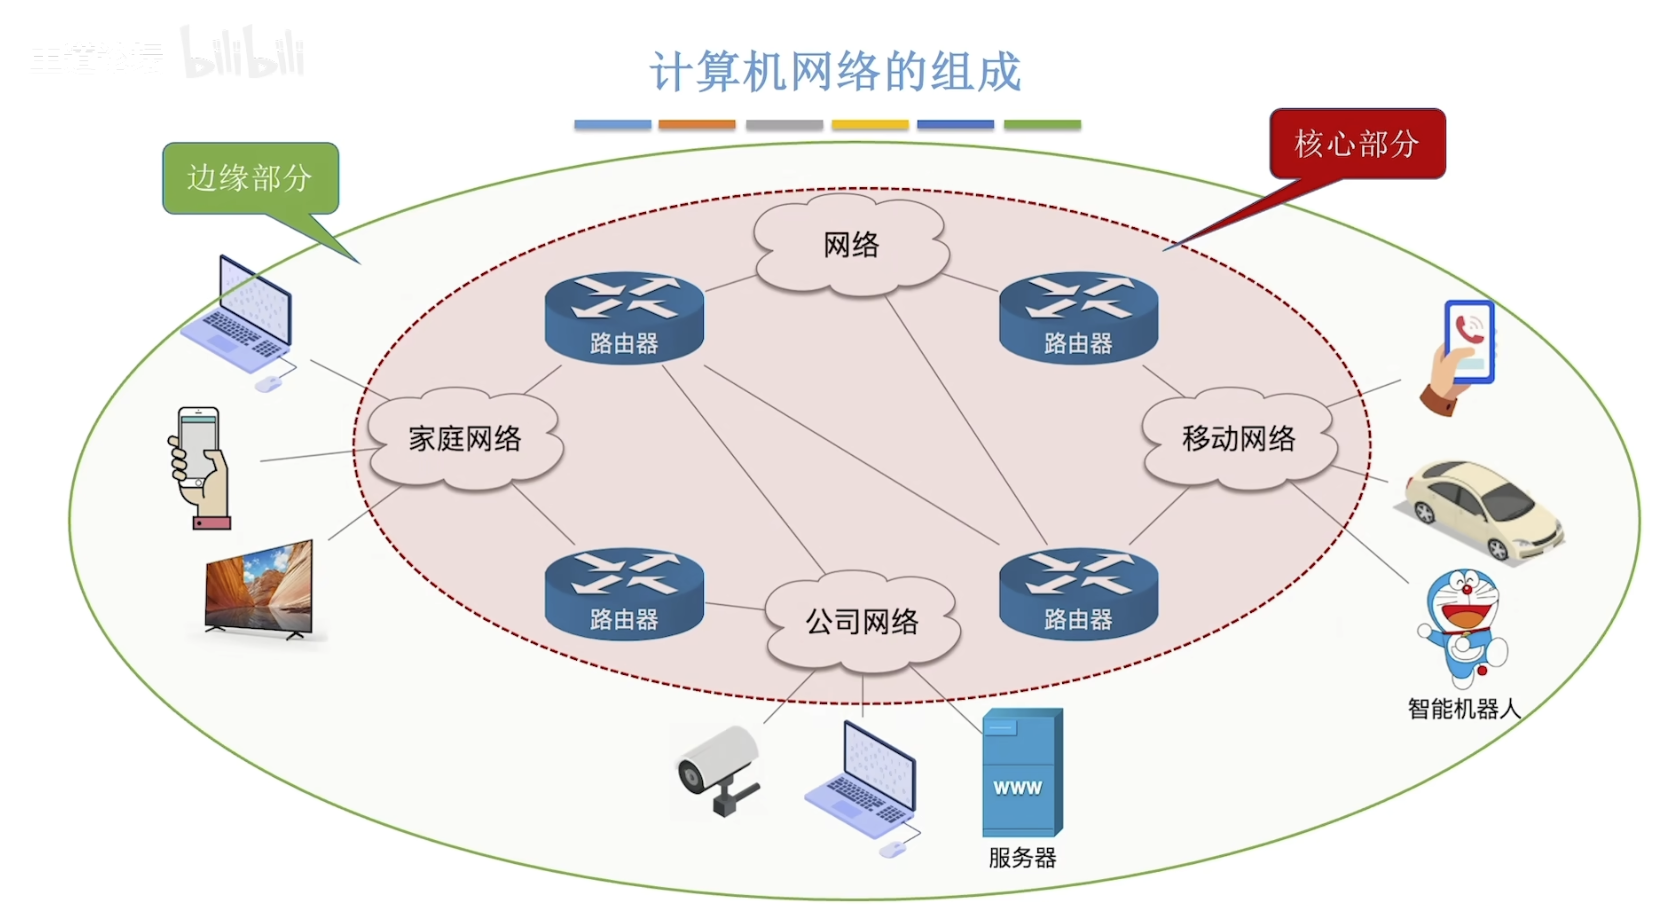 bilibili
计算机网络的组成
边缘部分
核心部分
网络
路由器
路由器
家庭网络
移动网络
路由器
公司网络
路由器
智能机器人
WWW
服务器